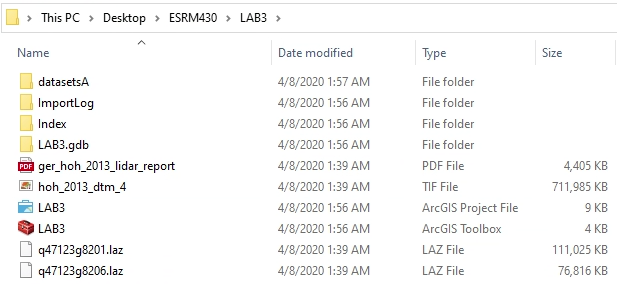 This PC > Desktop > ESRM430 > LAB3 >
Name Date modified Type Size
datasetsA 4/8/2020 1:57 AM File folder
ImportLog 4/8/2020 1:56 AM File folder
Index 4/8/2020 1:56 AM File folder
LAB3.gdb 4/8/2020 1:56 AM File folder
ger_hoh_2013_lidar_report 4/8/2020 1:39 AM PDF File 4,405 KB
hoh_2013_dtm_4 4/8/2020 1:39 AM TIF File 711,985 KB
LAB3 4/8/2020 1:56 AM ArcGIS Project File 9 KB
LAB3 4/8/2020 1:56 AM ArcGIS Toolbox 4 KB
q47123g8201.laz 4/8/2020 1:39 AM LAZ File 111,025 KB
q47123g8206.laz 4/8/2020 1:39 AM LAZ File 76,816 KB